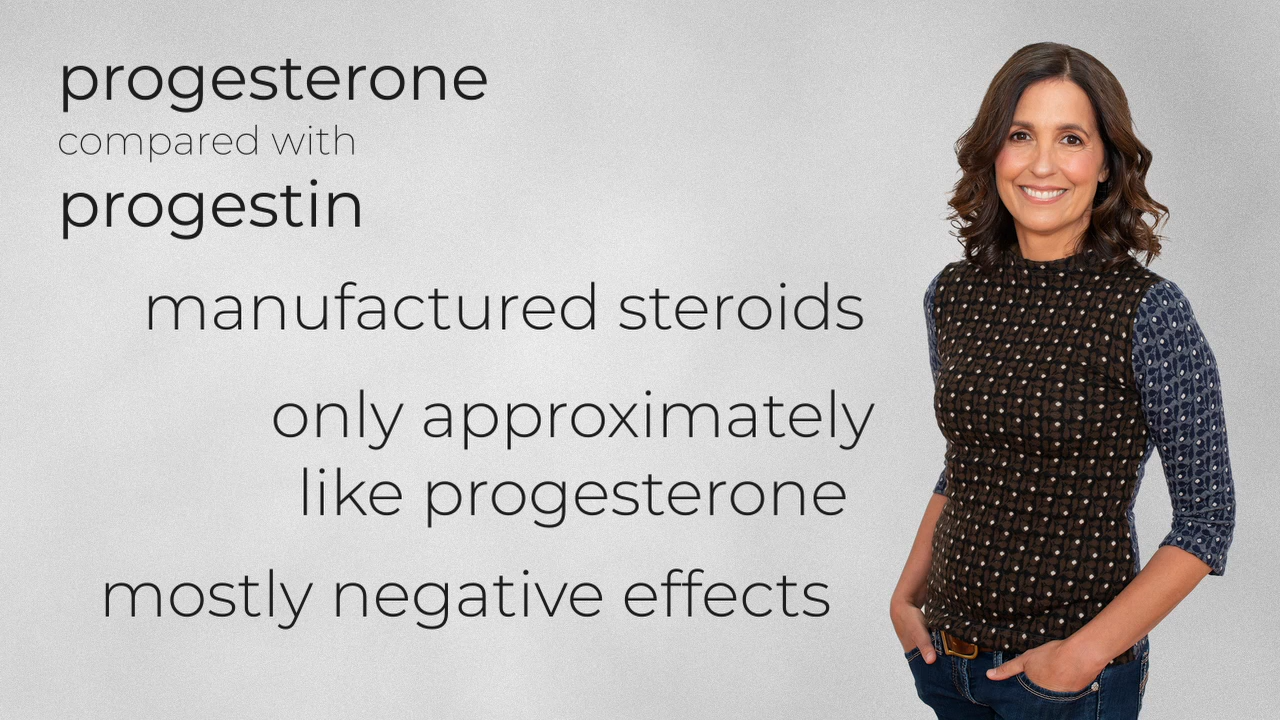 progesterone
compared with
progestin
manufactured steroids
only approximately
like progesterone
mostly negative effects